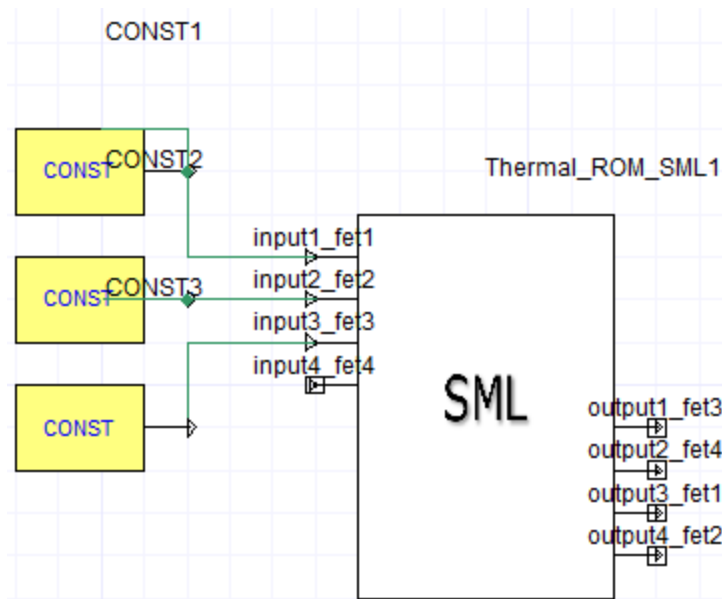 CONST1
CONST
CONST2
Thermal_ROM_SML1
input1_fet1
input2_fet2
CONST
CONST3
input3_fet3
input4_fet4
SML
CONST
output1_fet3
output2_fet4
output3_fet1
output4_fet2